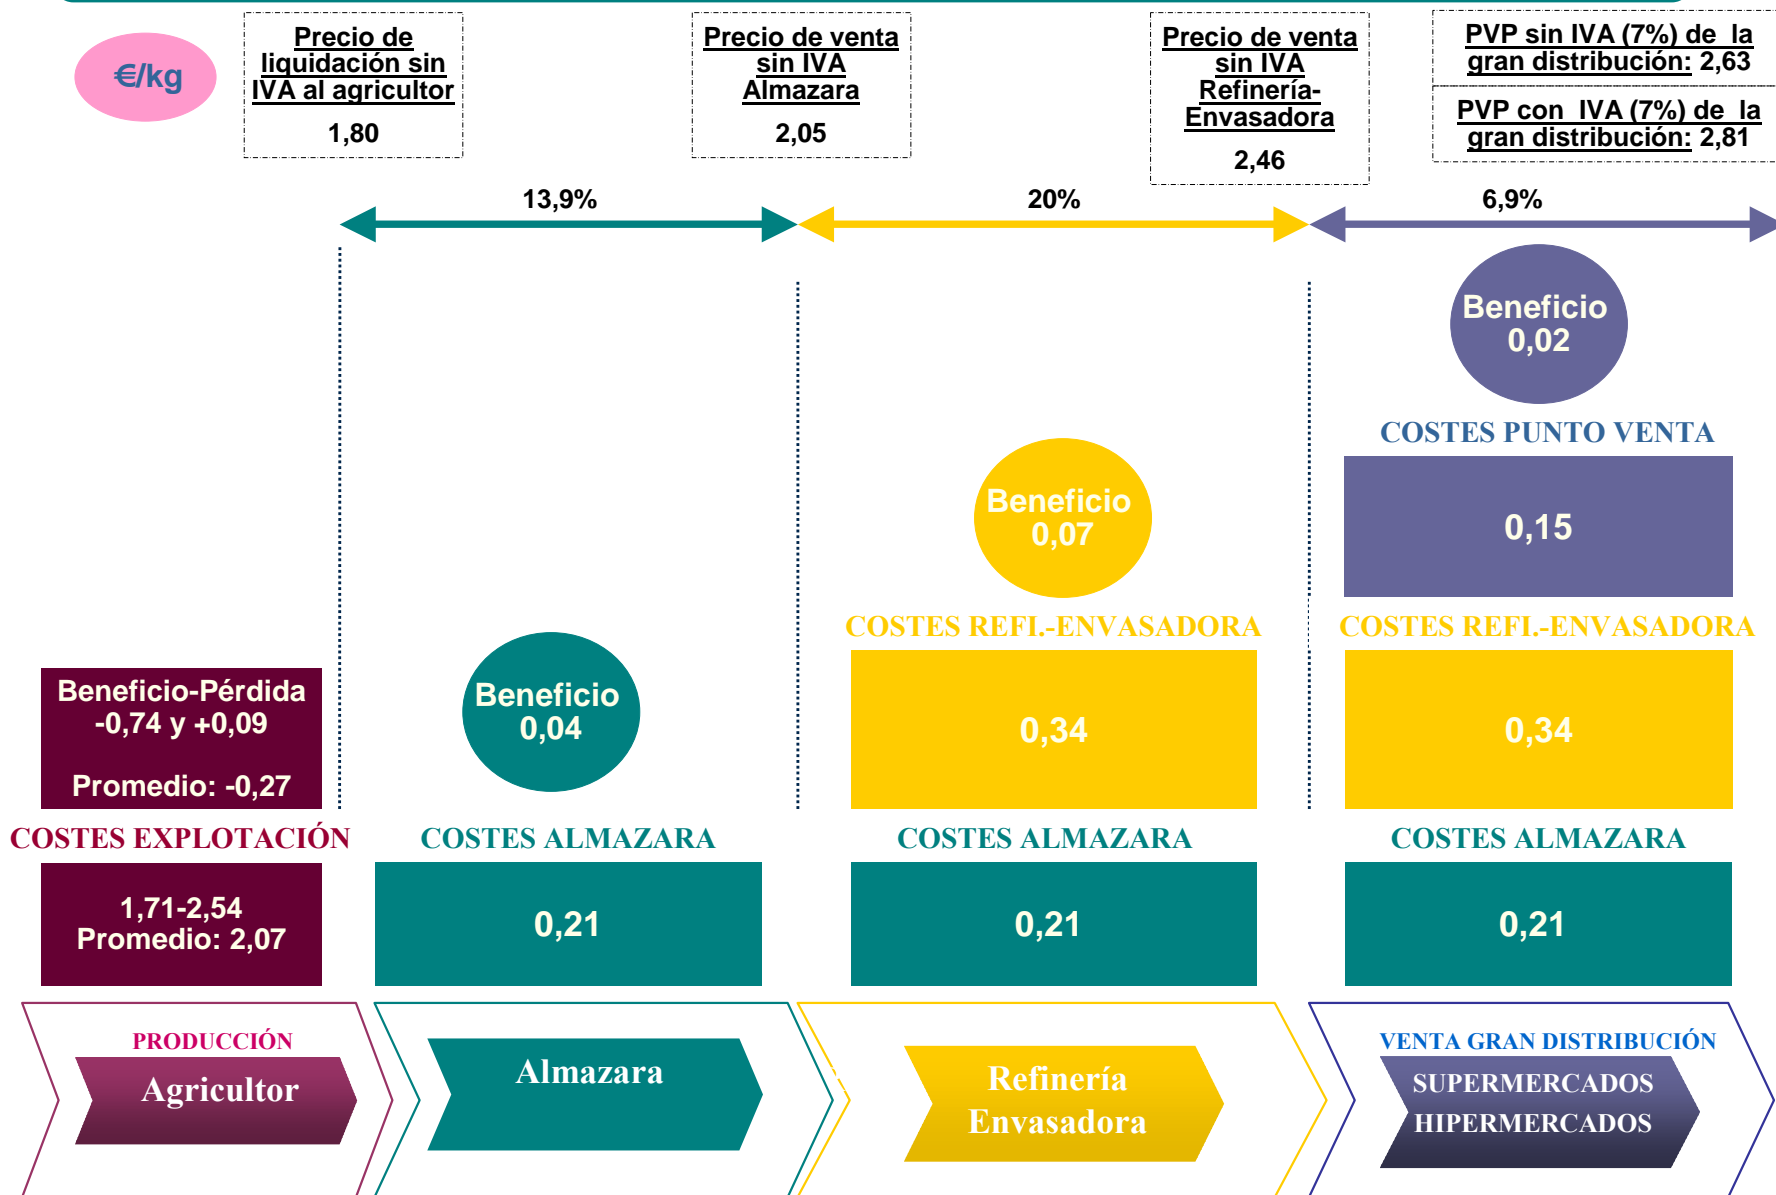 €/kg
Precio de
liquidación sin
IVA al agricultor
1,80
Precio de venta
sin IVA
Almazara
2,05
Precio de venta
sin IVA
Refinería-
Envasadora
2,46
PVP sin IVA (7%) de la
gran distribución: 2,63
PVP con IVA (7%) de la
gran distribución: 2,81
13,9%
20%
6,9%
Beneficio
0,02
COSTES PUNTO VENTA
0,15
Beneficio
0,07
COSTES REFI.-ENVASADORA
COSTES REFI.-ENVASADORA
0,34
0,34
Beneficio
0,04
Beneficio-Pérdida
-0,74 y +0,09
Promedio: -0,27
COSTES EXPLOTACIÓN
COSTES ALMAZARA
COSTES ALMAZARA
COSTES ALMAZARA
1,71-2,54
Promedio: 2,07
0,21
0,21
0,21
PRODUCCIÓN
Agricultor
Almazara
Refinería
Envasadora
VENTA GRAN DISTRIBUCIÓN
SUPERMERCADOS
HIPERMERCADOS